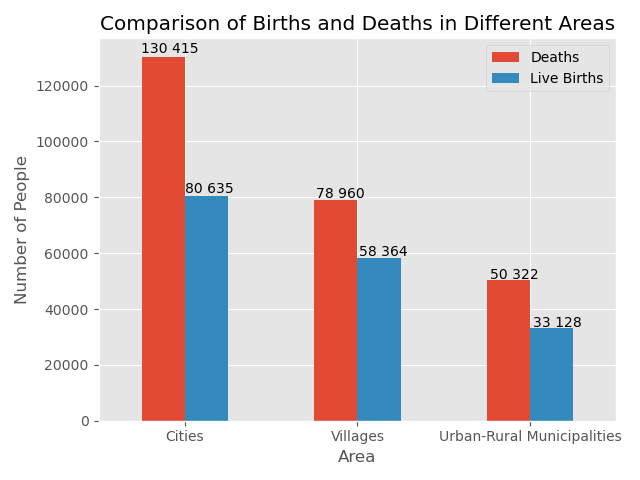 Comparison of Births and Deaths in Different Areas
130 415
Deaths
Live Births
120000
100000
80 635
80000
78 960
Number of People
60000
58 364
50 322
40000
33 128
20000
0
Cities
Villages
Urban-Rural Municipalities
Area